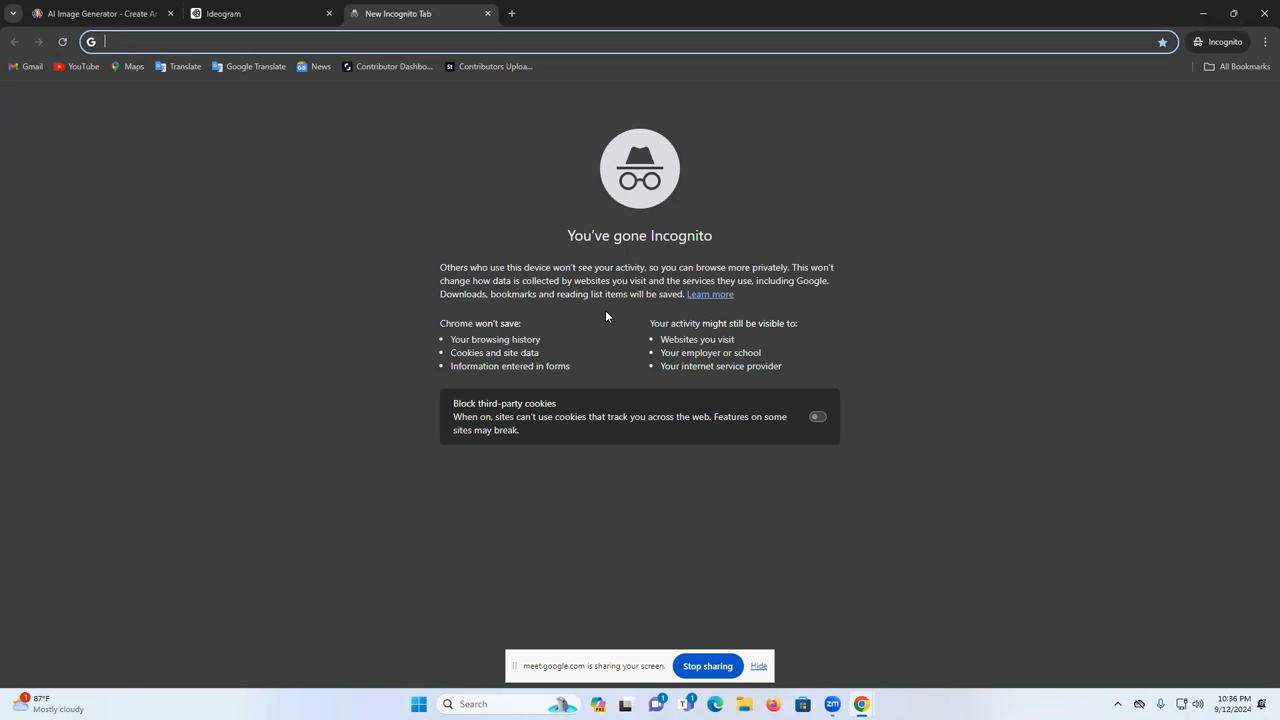 AI Image Generator - Create Ar
Ideogram
New Incognito Tab
Incognito
Gmail
YouTube
Maps
Translate
Google Translate
News
Contributor Dashbo...
Contributors Uploa...
All Bookmarks
You've gone Incognito
Others who use this device won't see your activity, so you can browse more privately. This won't
change how data is collected by websites you visit and the services they use, including Google.
Downloads, bookmarks and reading list items will be saved. Learn more
Chrome won't save:
Your browsing history
Cookies and site data
Information entered in forms
Your activity might still be visible to:
Websites you visit
Your employer or school
Your internet service provider
Block third-party cookies
When on, sites can't use cookies that track you across the web. Features on some
sites may break.
meet.google.com is sharing your screen.
Stop sharing
Hide
1
87°F
Mostly cloudy
Search
PRE
1
1
zm
10:36 PM
9/12/2024